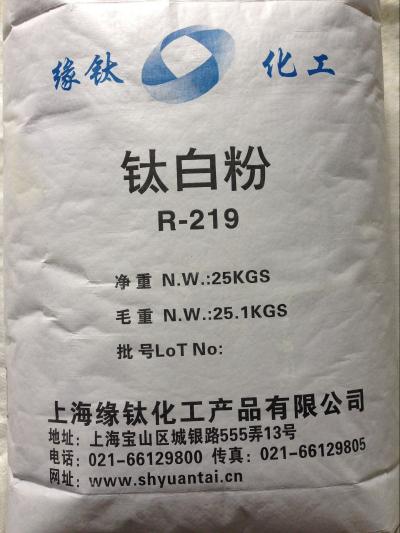 缘钛 化工
钛白粉
R-219
净重 N.W.:25KGS
毛重 N.W.:25.1KGS
批号LoT No:
上海缘钛化工产品有限公司
地址: 上海宝山区城银路555弄13号
电话: 021-66129800 传真: 021-66129805
网址: www.shyuantai.cn